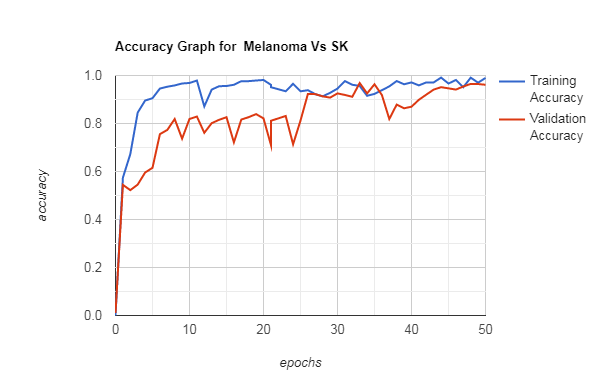 Accuracy Graph for Melanoma Vs SK
1.0
0.8
0.6
0.4
0.2
0.0
accuracy
0 10 20 30 40 50
epochs
Training
Accuracy
Validation
Accuracy